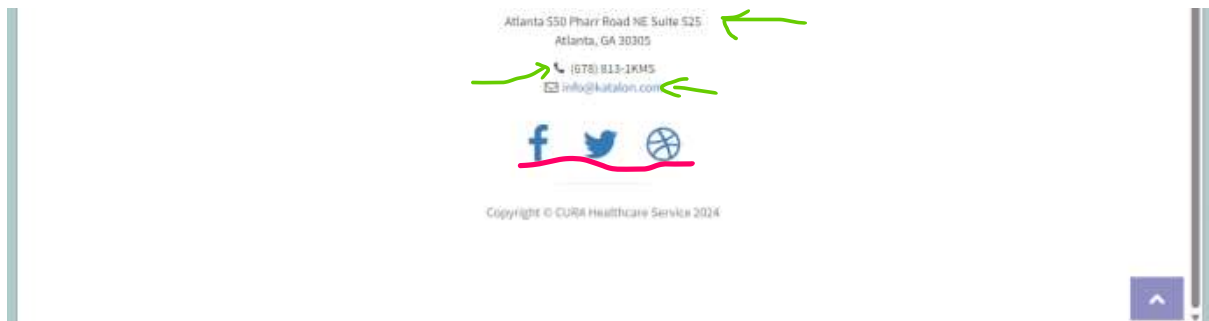 Atlanta 550 Pharr Road NE Suite 525
Atlanta, GA 30305
(678) 813-1KMS
info@katalon.com
Copyright © CURA Healthcare Service 2024